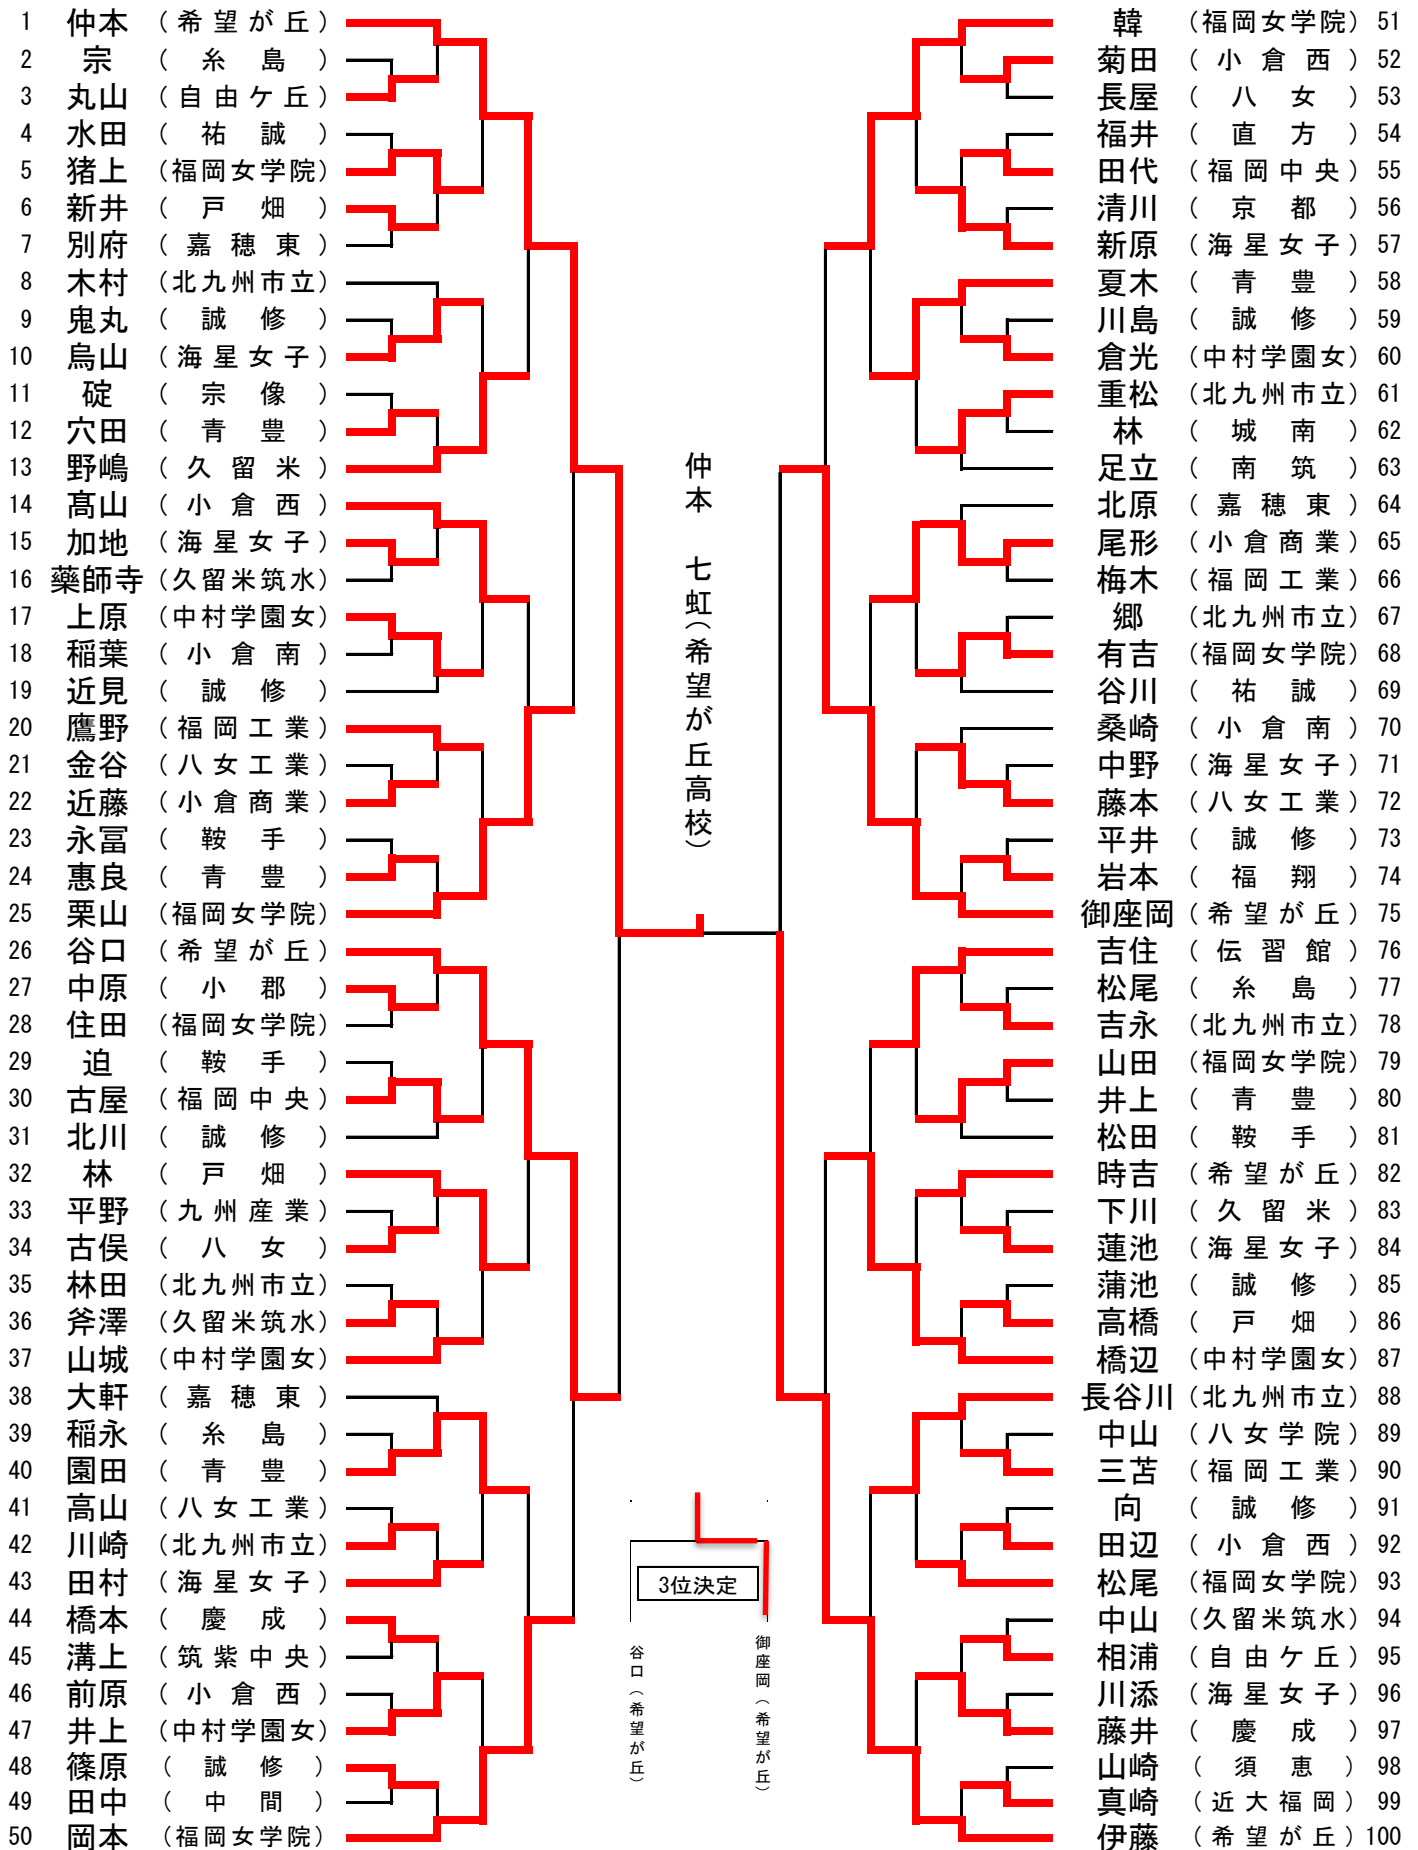 1 仲本 (希望が丘)
2 宗 (糸島)
3 丸山 (自由ケ丘)
4 水田 (祐誠)
5 猪上 (福岡女学院)
6 新井 (戸畑)
7 別府 (嘉穂東)
8 木村 (北九州市立)
9 鬼丸 (誠修)
10 烏山 (海星女子)
11 碇 (宗像)
12 穴田 (青豊)
13 野嶋 (久留米)
14 髙山 (小倉西)
15 加地 (海星女子)
16 藥師寺 (久留米筑水)
17 上原 (中村学園女)
18 稲葉 (小倉南)
19 近見 (誠修)
20 鷹野 (福岡工業)
21 金谷 (八女工業)
22 近藤 (小倉商業)
23 永冨 (鞍手)
24 惠良 (青豊)
25 栗山 (福岡女学院)
26 谷口 (希望が丘)
27 中原 (小郡)
28 住田 (福岡女学院)
29 迫 (鞍手)
30 古屋 (福岡中央)
31 北川 (誠修)
32 林 (戸畑)
33 平野 (九州産業)
34 古俣 (八女)
35 林田 (北九州市立)
36 斧澤 (久留米筑水)
37 山城 (中村学園女)
38 大軒 (嘉穂東)
39 稲永 (糸島)
40 園田 (青豊)
41 高山 (八女工業)
42 川崎 (北九州市立)
43 田村 (海星女子)
44 橋本 (慶成)
45 溝上 (筑紫中央)
46 前原 (小倉西)
47 井上 (中村学園女)
48 篠原 (誠修)
49 田中 (中間)
50 岡本 (福岡女学院)
仲本 七虹(希望が丘高校)
3位決定
谷口(希望が丘)
御座岡(希望が丘)
韓 (福岡女学院) 51
菊田 (小倉西) 52
長屋 (八女) 53
福井 (直方) 54
田代 (福岡中央) 55
清川 (京都) 56
新原 (海星女子) 57
夏木 (青豊) 58
川島 (誠修) 59
倉光 (中村学園女) 60
重松 (北九州市立) 61
林 (城南) 62
足立 (南筑) 63
北原 (嘉穂東) 64
尾形 (小倉商業) 65
梅木 (福岡工業) 66
郷 (北九州市立) 67
有吉 (福岡女学院) 68
谷川 (祐誠) 69
桑崎 (小倉南) 70
中野 (海星女子) 71
藤本 (八女工業) 72
平井 (誠修) 73
岩本 (福翔) 74
御座岡 (希望が丘) 75
吉住 (伝習館) 76
松尾 (糸島) 77
吉永 (北九州市立) 78
山田 (福岡女学院) 79
井上 (青豊) 80
松田 (鞍手) 81
時吉 (希望が丘) 82
下川 (久留米) 83
蓮池 (海星女子) 84
蒲池 (誠修) 85
高橋 (戸畑) 86
橋辺 (中村学園女) 87
長谷川 (北九州市立) 88
中山 (八女学院) 89
三苫 (福岡工業) 90
向 (誠修) 91
田辺 (小倉西) 92
松尾 (福岡女学院) 93
中山 (久留米筑水) 94
相浦 (自由ケ丘) 95
川添 (海星女子) 96
藤井 (慶成) 97
山崎 (須恵) 98
真崎 (近大福岡) 99
伊藤 (希望が丘) 100